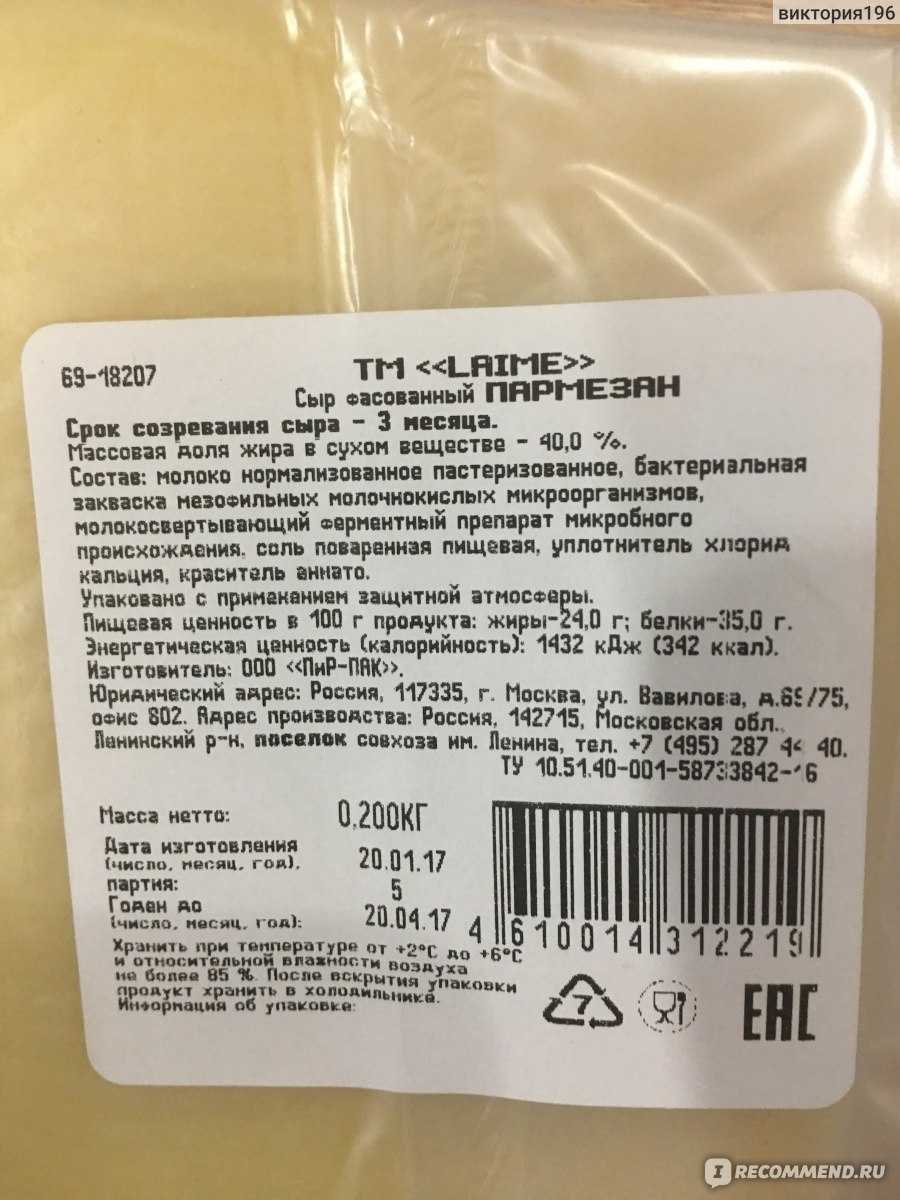 виктория196
69-18207
ТМ <<LAIME>>
Сыр фасованный ПАРМЕЗАН
Срок созревания сыра - 3 месяца.
Массовая доля жира в сухом веществе - 40,0 %.
Состав: молоко нормализованное пастеризованное, бактериальная
закваска мезофильных молочнокислых микроорганизмов,
молокосвертывающий ферментный препарат микробного
происхождения, соль поваренная пищевая, уплотнитель хлорид
кальция, краситель аннато.
Упаковано с применением защитной атмосферы.
Пищевая ценность в 100 г продукта: жиры-24,0 г; белки-35,0 г.
Энергетическая ценность (калорийность): 1432 кДж (342 ккал).
Изготовитель: ООО <<ПиР-ПАК>>.
Юридический адрес: Россия, 117335, г. Москва, ул. Вавилова, д.69/75,
офис 802. Адрес производства: Россия, 142715, Московская обл.,
Ленинский р-н, поселок совхоза им. Ленина, тел. +7 (495) 287 44 40.
ТУ 10.51.40-001-58733842-16
Масса нетто: 0,200КГ
Дата изготовления
(число, месяц, год), 20.01.17
партия: 5
Годен до
(число, месяц, год): 20.04.17
4 610014 312219
Хранить при температуре от +2°C до +6°C
и относительной влажности воздуха
не более 85 %. После вскрытия упаковки
продукт хранить в холодильнике.
Информация об упаковке:
7
EAC
IRECOMMEND.RU